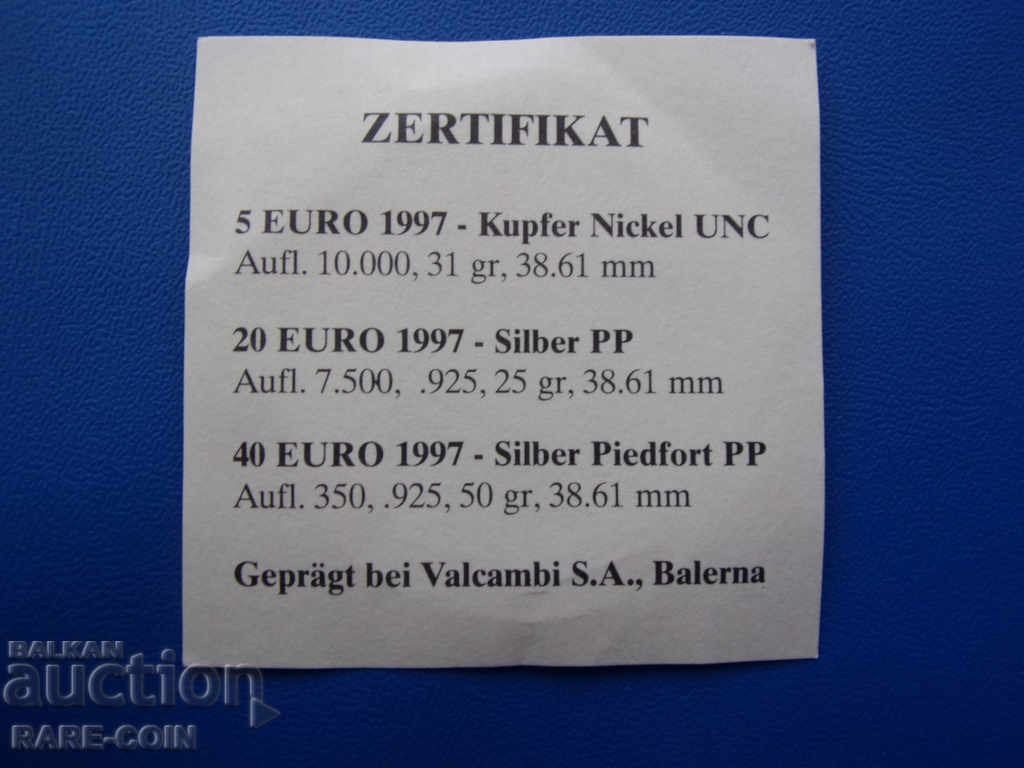 ZERTIFIKAT
5 EURO 1997 - Kupfer Nickel UNC
Aufl. 10.000, 31 gr, 38.61 mm
20 EURO 1997 - Silber PP
Aufl. 7.500, .925, 25 gr, 38.61 mm
40 EURO 1997 - Silber Piedfort PP
Aufl. 350, .925, 50 gr, 38.61 mm
Geprägt bei Valcambi S.A., Balerna
BALKAN
auction
RARE-COIN